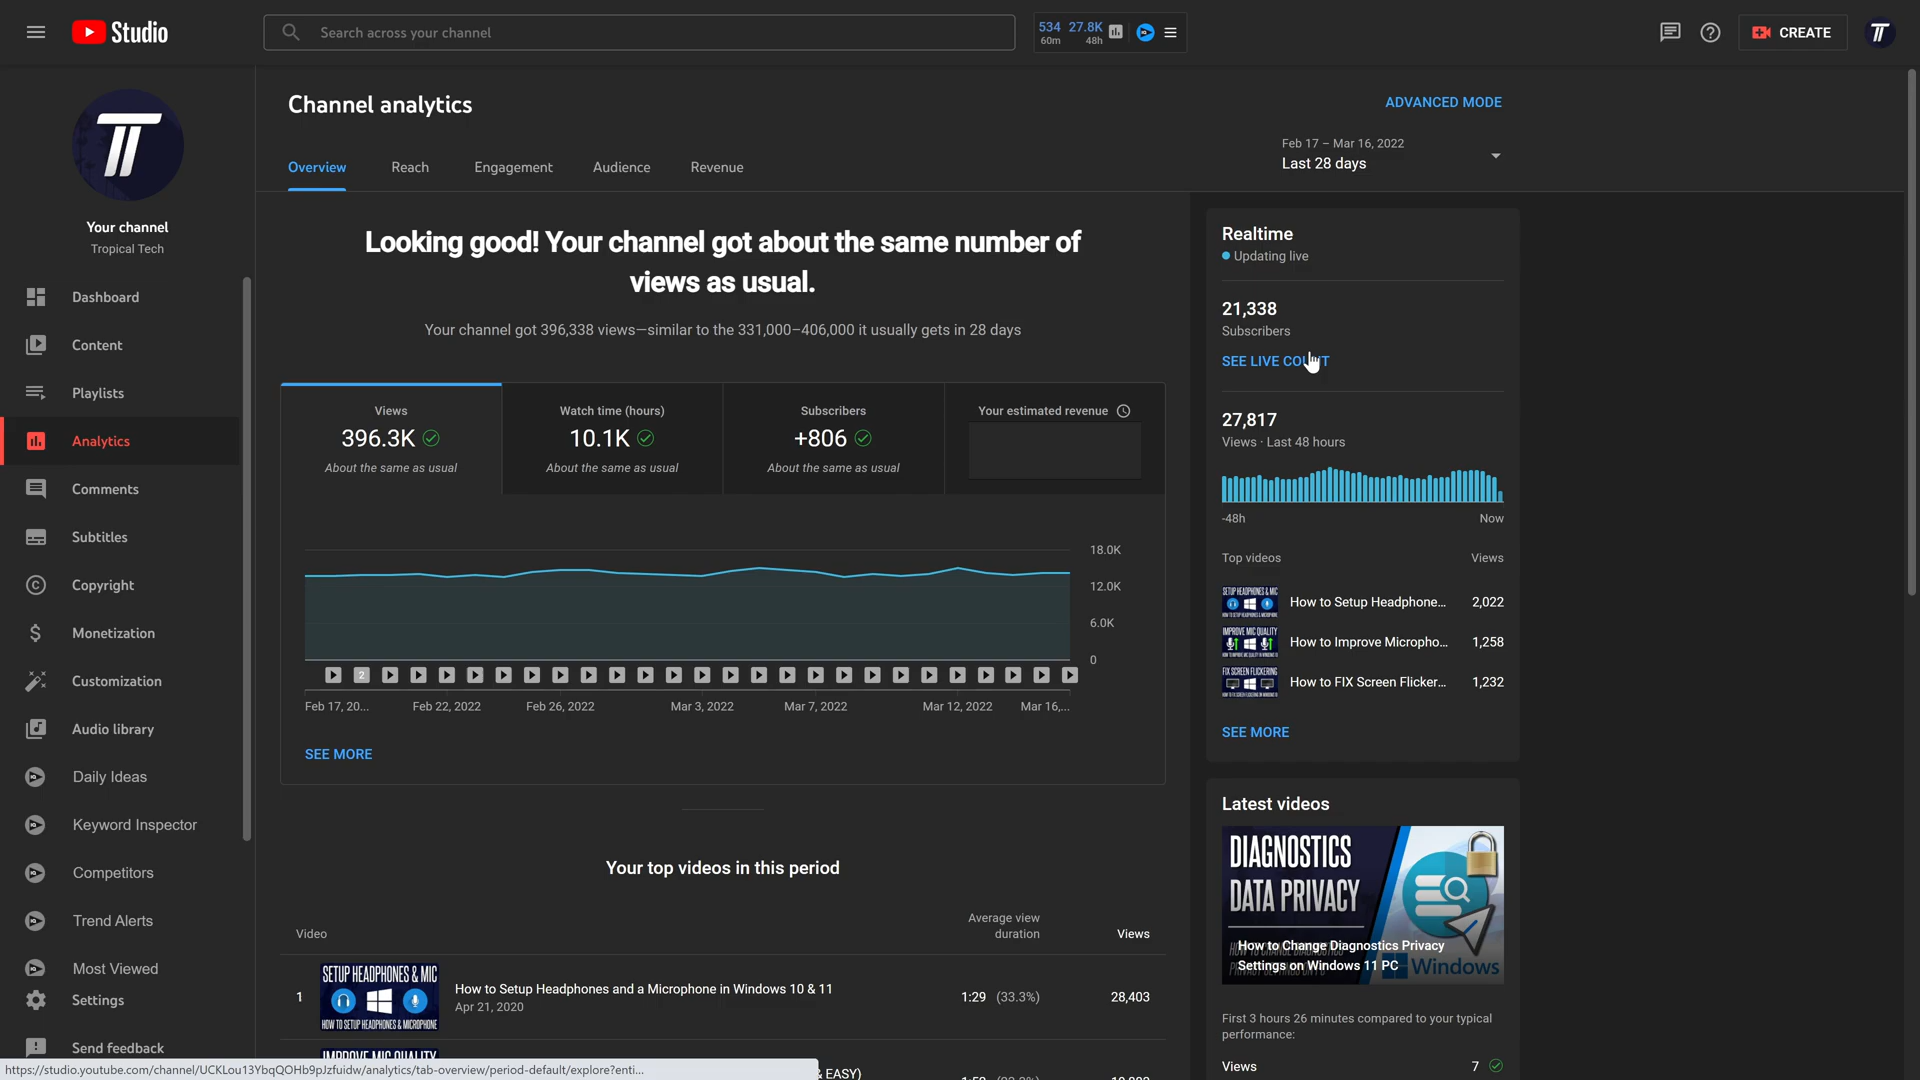 Studio
Search across your channel
534 27.8K
60m 48h
CREATE
Your channel
Tropical Tech
Dashboard
Content
Playlists
Analytics
Comments
Subtitles
Copyright
Monetization
Customization
Audio library
Daily Ideas
Keyword Inspector
Competitors
Trend Alerts
Most Viewed
Settings
Send feedback
Channel analytics
ADVANCED MODE
Feb 17 – Mar 16, 2022
Last 28 days
Overview Reach Engagement Audience Revenue
Looking good! Your channel got about the same number of
views as usual.
Your channel got 396,338 views—similar to the 331,000–406,000 it usually gets in 28 days
Views
396.3K
About the same as usual
Watch time (hours)
10.1K
About the same as usual
Subscribers
+806
About the same as usual
Your estimated revenue
18.0K
12.0K
6.0K
0
2
Feb 17, 20... Feb 22, 2022 Feb 26, 2022 Mar 3, 2022 Mar 7, 2022 Mar 12, 2022 Mar 16,...
SEE MORE
Your top videos in this period
Video
Average view
duration
Views
1
SETUP HEADPHONES & MIC
HOW TO SETUP HEADPHONES & MICROPHONE
How to Setup Headphones and a Microphone in Windows 10 & 11
Apr 21, 2020
1:29 (33.3%)
28,403
IMPROVE MIC QUALITY
& EASY)
Realtime
Updating live
21,338
Subscribers
SEE LIVE COUNT
27,817
Views · Last 48 hours
-48h Now
Top videos Views
SETUP HEADPHONES & MIC
How to Setup Headphone... 2,022
IMPROVE MIC QUALITY
How to Improve Micropho... 1,258
FIX SCREEN FLICKERING
How to FIX Screen Flicker... 1,232
SEE MORE
Latest videos
DIAGNOSTICS
DATA PRIVACY
How to Change Diagnostics Privacy
Settings on Windows 11 PC
Windows
First 3 hours 26 minutes compared to your typical
performance:
Views 7
https://studio.youtube.com/channel/UCKLou13YbqQOHb9pJzfuidw/analytics/tab-overview/period-default/explore?enti...